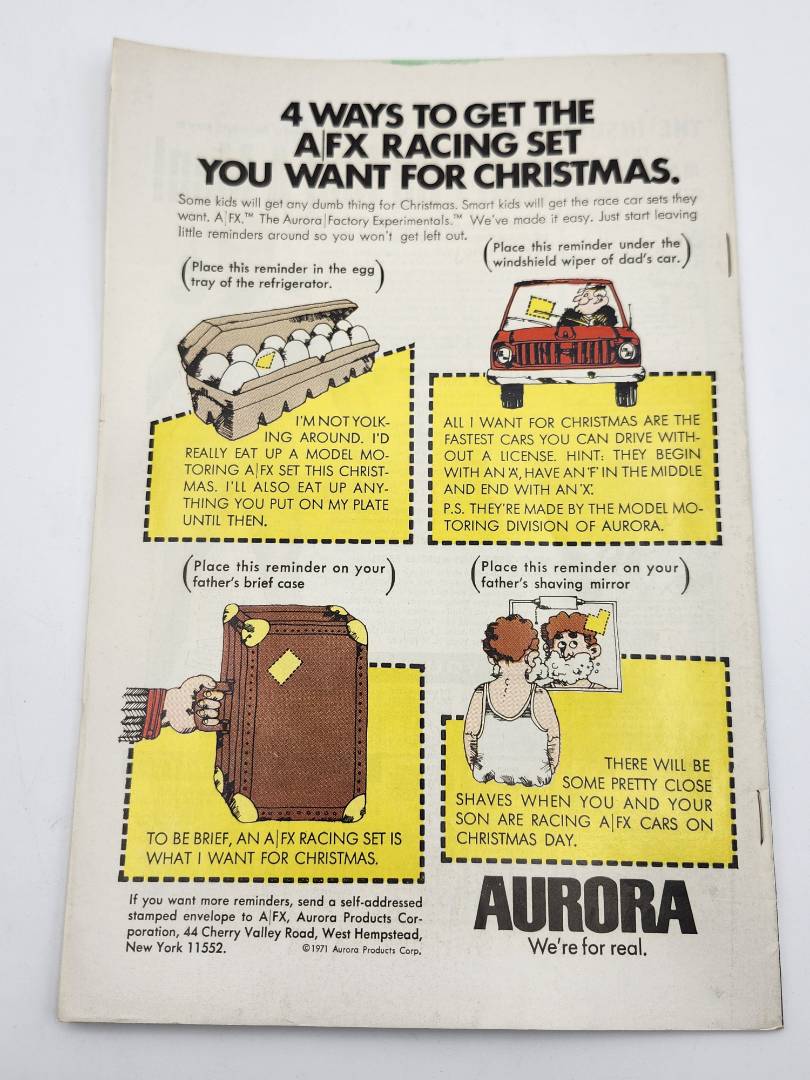 4 WAYS TO GET THE
A|FX RACING SET
YOU WANT FOR CHRISTMAS.
Some kids will get any dumb thing for Christmas. Smart kids will get the race car sets they
want. A|FX.™ The Aurora|Factory Experimentals.™ We've made it easy. Just start leaving
little reminders around so you won't get left out.
(Place this reminder in the egg
tray of the refrigerator.)
(Place this reminder under the
windshield wiper of dad's car.)
I'M NOT YOLK-
ING AROUND. I'D
REALLY EAT UP A MODEL MO-
TORING A|FX SET THIS CHRIST-
MAS. I'LL ALSO EAT UP ANY-
THING YOU PUT ON MY PLATE
UNTIL THEN.
ALL I WANT FOR CHRISTMAS ARE THE
FASTEST CARS YOU CAN DRIVE WITH-
OUT A LICENSE. HINT: THEY BEGIN
WITH AN 'A', HAVE AN 'F' IN THE MIDDLE
AND END WITH AN 'X'.
P.S. THEY'RE MADE BY THE MODEL MO-
TORING DIVISION OF AURORA.
(Place this reminder on your
father's brief case)
(Place this reminder on your
father's shaving mirror)
TO BE BRIEF, AN A|FX RACING SET IS
WHAT I WANT FOR CHRISTMAS.
THERE WILL BE
SOME PRETTY CLOSE
SHAVES WHEN YOU AND YOUR
SON ARE RACING A|FX CARS ON
CHRISTMAS DAY.
If you want more reminders, send a self-addressed
stamped envelope to A|FX, Aurora Products Cor-
poration, 44 Cherry Valley Road, West Hempstead,
New York 11552. ©1971 Aurora Products Corp.
AURORA
We're for real.